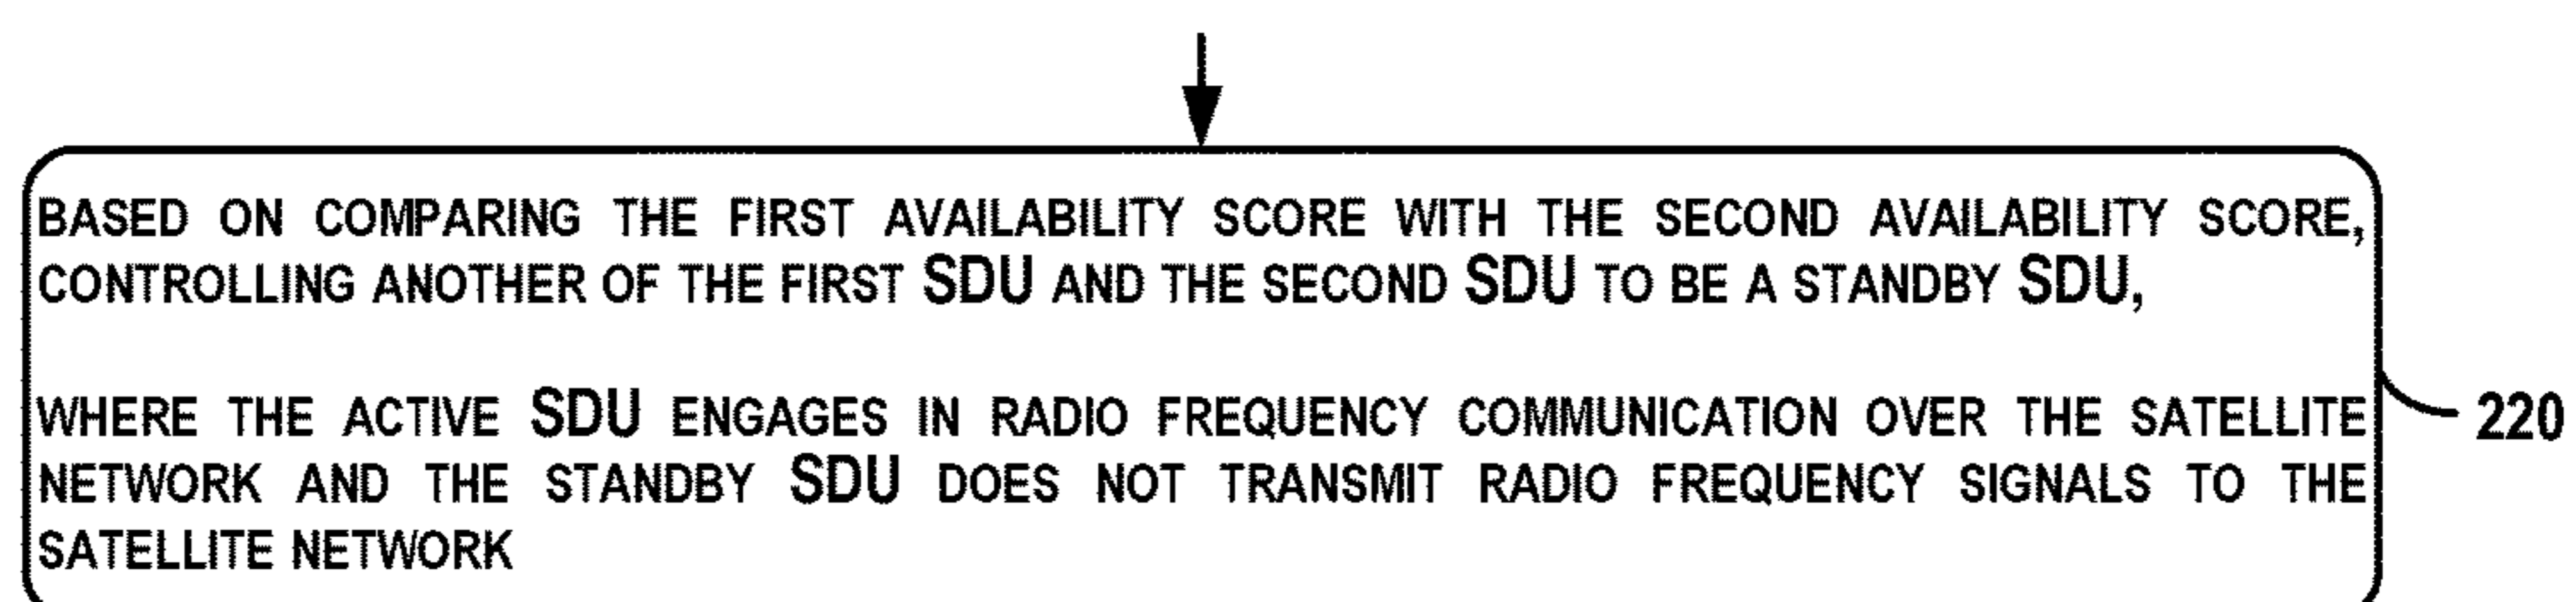 BASED ON COMPARING THE FIRST AVAILABILITY SCORE WITH THE SECOND AVAILABILITY SCORE,
CONTROLLING ANOTHER OF THE FIRST SDU AND THE SECOND SDU TO BE A STANDBY SDU,
WHERE THE ACTIVE SDU ENGAGES IN RADIO FREQUENCY COMMUNICATION OVER THE SATELLITE
NETWORK AND THE STANDBY SDU DOES NOT TRANSMIT RADIO FREQUENCY SIGNALS TO THE
SATELLITE NETWORK
220